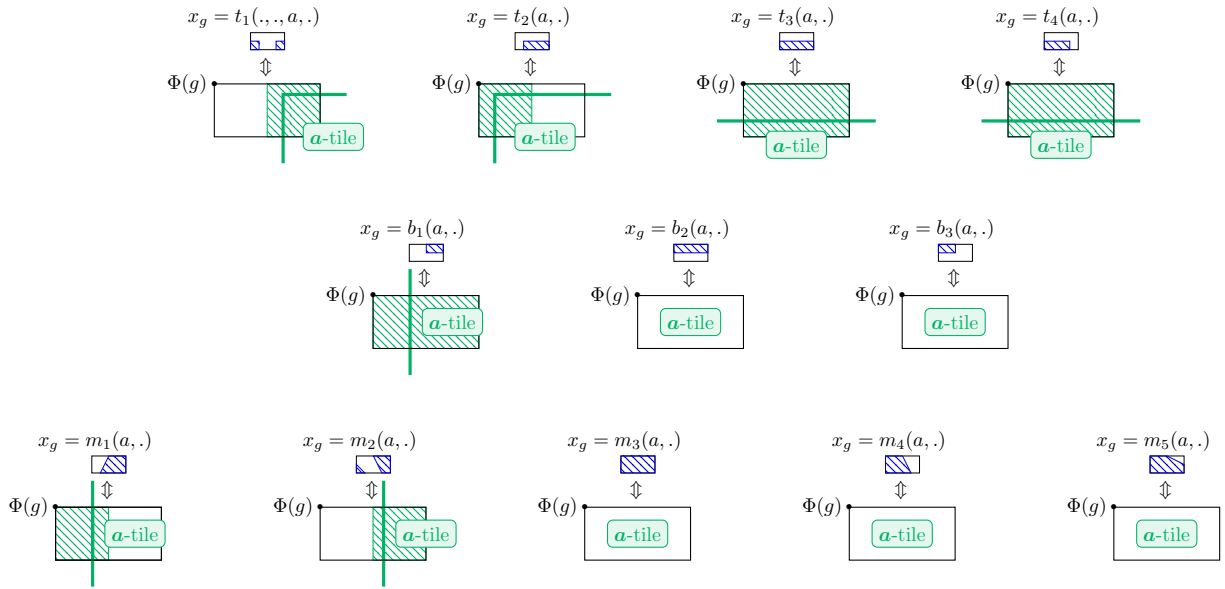 x_g = t_1(.,.,a,.) x_g = t_2(a,.) x_g = t_3(a,.) x_g = t_4(a,.)
⇕ ⇕ ⇕ ⇕
Φ(g) Φ(g) Φ(g) Φ(g)
a-tile a-tile a-tile a-tile
x_g = b_1(a,.) x_g = b_2(a,.) x_g = b_3(a,.)
⇕ ⇕ ⇕
Φ(g) Φ(g) Φ(g)
a-tile a-tile a-tile
x_g = m_1(a,.) x_g = m_2(a,.) x_g = m_3(a,.) x_g = m_4(a,.) x_g = m_5(a,.)
⇕ ⇕ ⇕ ⇕ ⇕
Φ(g) Φ(g) Φ(g) Φ(g) Φ(g)
a-tile a-tile a-tile a-tile a-tile